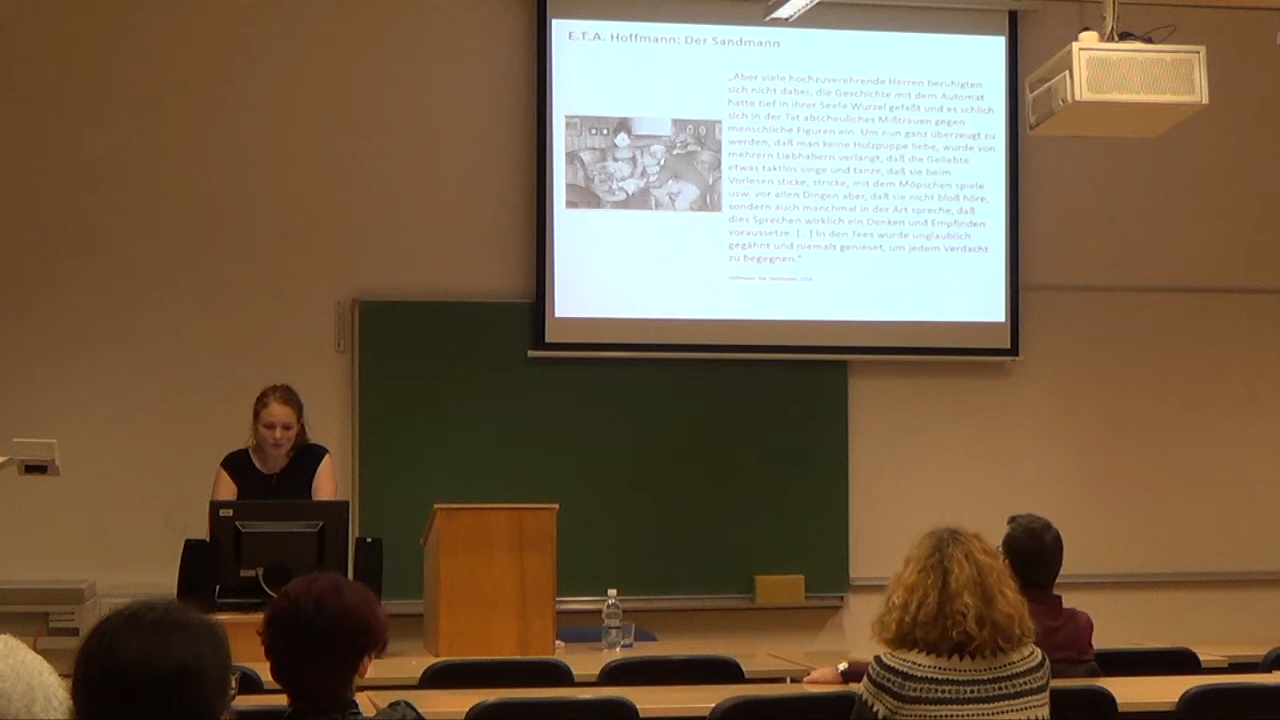 E.T.A. Hoffmann: Der Sandmann
„Aber viele hochzuverehrende Herren beruhigten
sich nicht dabei; die Geschichte mit dem Automat
hatte tief in ihrer Seele Wurzel gefaßt und es schlich
sich in der Tat abscheuliches Mißtrauen gegen
menschliche Figuren ein. Um nun ganz überzeugt zu
werden, daß man keine Holzpuppe liebe, wurde von
mehrern Liebhabern verlangt, daß die Geliebte
etwas taktlos singe und tanze, daß sie beim
Vorlesen sticke, stricke, mit dem Möpschen spiele
usw. vor allen Dingen aber, daß sie nicht bloß höre,
sondern auch manchmal in der Art spreche, daß
dies Sprechen wirklich ein Denken und Empfinden
voraussetze. [...] In den Tees wurde unglaublich
gegähnt und niemals genieset, um jedem Verdacht
zu begegnen."